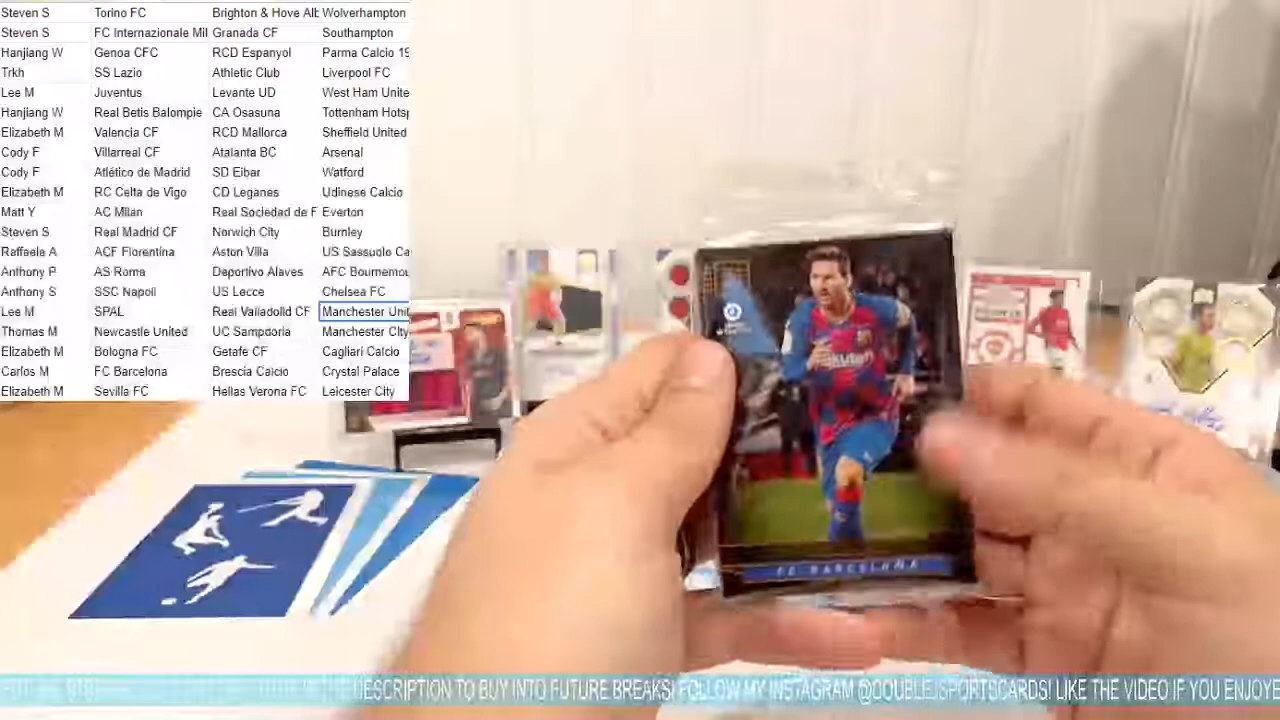 Steven S Torino FC Brighton & Hove Alb Wolverhampton
Steven S FC Internazionale Mil Granada CF Southampton
Hanjiang W Genoa CFC RCD Espanyol Parma Calcio 19
Trkh SS Lazio Athletic Club Liverpool FC
Lee M Juventus Levante UD West Ham Unite
Hanjiang W Real Betis Balompie CA Osasuna Tottenham Hotsp
Elizabeth M Valencia CF RCD Mallorca Sheffield United
Cody F Villarreal CF Atalanta BC Arsenal
Cody F Atlético de Madrid SD Eibar Watford
Elizabeth M RC Celta de Vigo CD Leganes Udinese Calcio
Matt Y AC Milan Real Sociedad de F Everton
Steven S Real Madrid CF Norwich City Burnley
Raffaele A ACF Fiorentina Aston Villa US Sassuolo Ca
Anthony P AS Roma Deportivo Alaves AFC Bournemou
Anthony S SSC Napoli US Lecce Chelsea FC
Lee M SPAL Real Valladolid CF Manchester Unit
Thomas M Newcastle United UC Sampdoria Manchester City
Elizabeth M Bologna FC Getafe CF Cagliari Calcio
Carlos M FC Barcelona Brescia Calcio Crystal Palace
Elizabeth M Sevilla FC Hellas Verona FC Leicester City
Rakuten
FC BARCELONA
ESCRIPTION TO BUY INTO FUTURE BREAKS! FOLLOW MY INSTAGRAM @DOUBLEJSPORTSCARDS! LIKE THE VIDEO IF YOU ENJOYE